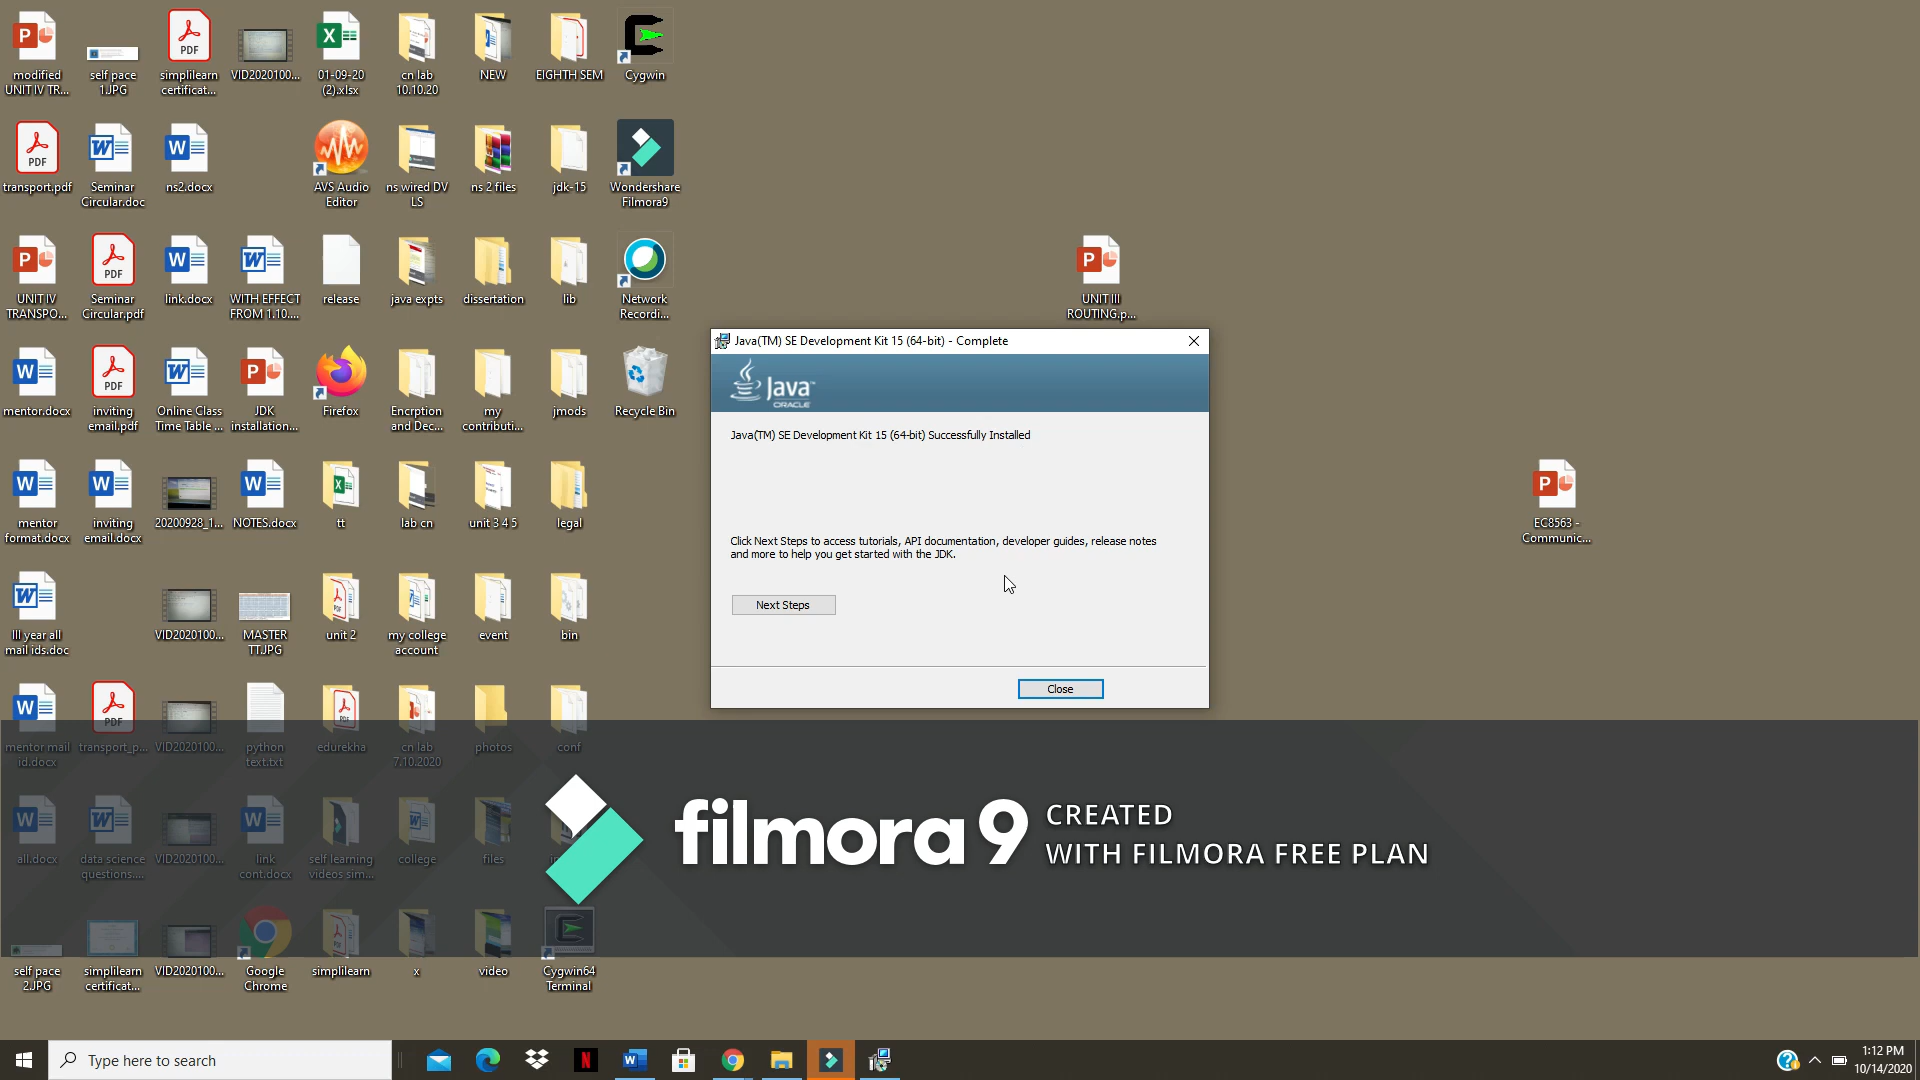 modified
UNIT IV TR...
self pace
1.JPG
PDF
simplilearn
certificat...
VID2020100...
01-09-20
(2).xlsx
cn lab
10.10.20
NEW
EIGHTH SEM
Cygwin
PDF
transport.pdf
Seminar
Circular.doc
ns2.docx
AVS Audio
Editor
ns wired DV
LS
ns 2 files
jdk-15
Wondershare
Filmora9
UNIT IV
TRANSPO...
PDF
Seminar
Circular.pdf
link.docx
WITH EFFECT
FROM 1.10....
release
java expts
dissertation
lib
Network
Recordi...
UNIT III
ROUTING.p...
mentor.docx
PDF
inviting
email.pdf
Online Class
Time Table ...
JDK
installation...
Firefox
Encrption
and Dec...
my
contributi...
jmods
Recycle Bin
Java(TM) SE Development Kit 15 (64-bit) - Complete
Java™
ORACLE
Java(TM) SE Development Kit 15 (64-bit) Successfully Installed
Click Next Steps to access tutorials, API documentation, developer guides, release notes
and more to help you get started with the JDK.
Next Steps
Close
mentor
format.docx
inviting
email.docx
20200928_1...
NOTES.docx
tt
lab cn
unit 3 4 5
legal
EC8563 -
Communic...
III year all
mail ids.doc
VID2020100...
MASTER
TT.JPG
unit 2
my college
account
event
bin
mentor mail
id.docx
PDF
transport_p...
VID2020100...
python
text.txt
edurekha
cn lab
7.10.2020
photos
conf
all.docx
data science
questions....
VID2020100...
link
cont.docx
self learning
videos sim...
college
files
filmora 9
CREATED
WITH FILMORA FREE PLAN
self pace
2.JPG
simplilearn
certificat...
VID2020100...
Google
Chrome
simplilearn
x
video
Cygwin64
Terminal
Type here to search
1:12 PM
10/14/2020